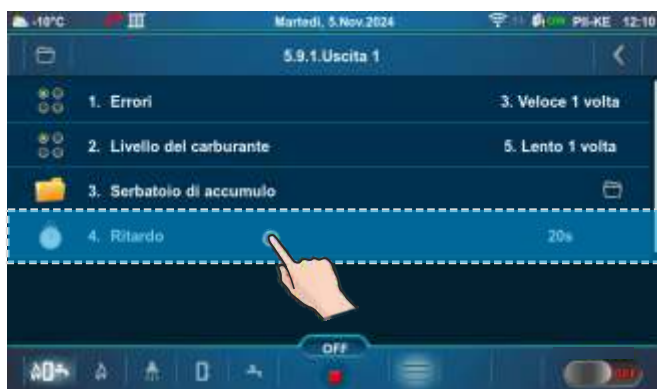 -10°C Martedì, 5.Nov.2024 PII-KE 12:10
5.9.1.Uscita 1
1. Errori 3. Veloce 1 volta
2. Livello del carburante 5. Lento 1 volta
3. Serbatoio di accumulo
4. Ritardo 20s
OFF
OFF